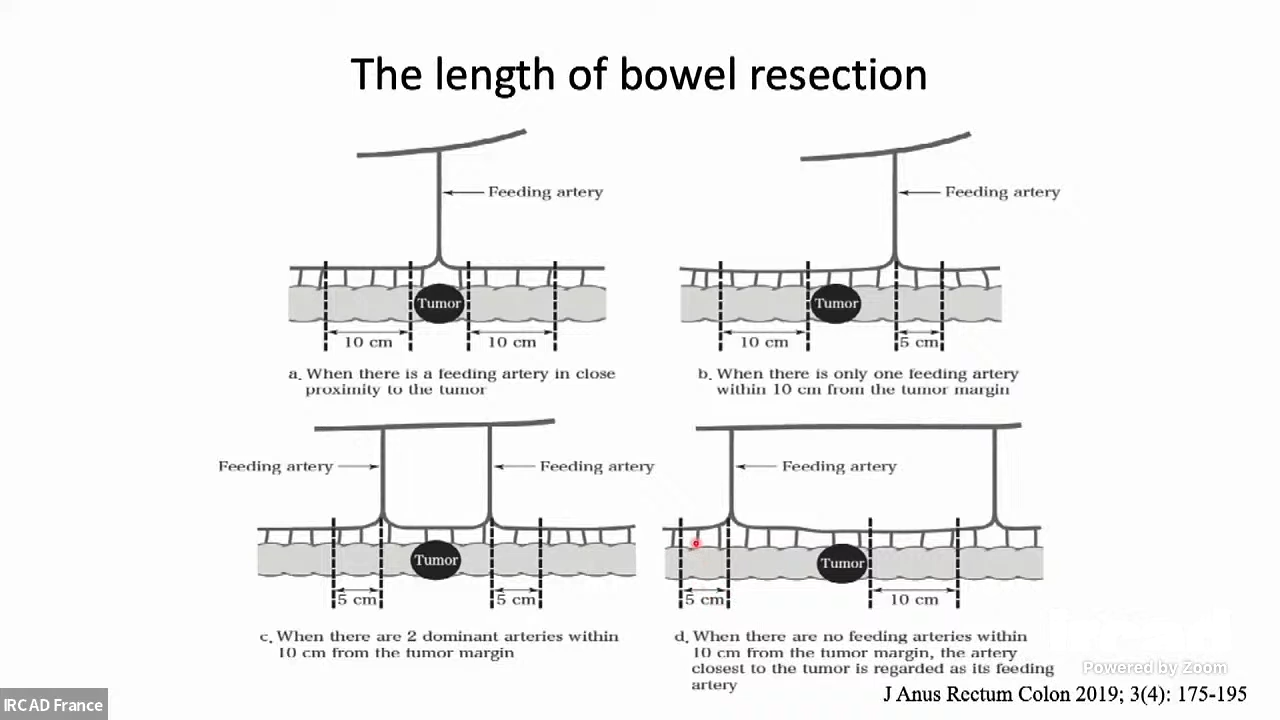 The length of bowel resection
Feeding artery
Tumor
10 cm
10 cm
a. When there is a feeding artery in close
proximity to the tumor
Feeding artery
Tumor
10 cm
5 cm
b. When there is only one feeding artery
within 10 cm from the tumor margin
Feeding artery
Feeding artery
Tumor
5 cm
5 cm
c. When there are 2 dominant arteries within
10 cm from the tumor margin
Feeding artery
Tumor
5 cm
10 cm
d. When there are no feeding arteries within
10 cm from the tumor margin, the artery
closest to the tumor is regarded as its feeding
artery
Powered by Zoom
J Anus Rectum Colon 2019; 3(4): 175-195
IRCAD France